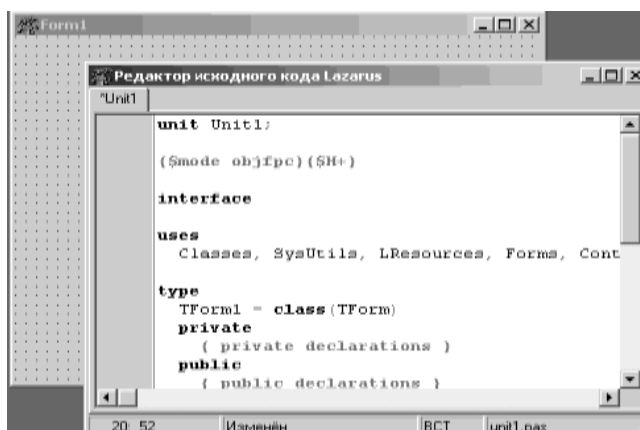 Form1
Редактор исходного кода Lazarus
*Unit1
unit Unit1;
{$mode objfpc}{$H+}
interface
uses
Classes, SysUtils, LResources, Forms, Cont
type
TForm1 = class(TForm)
private
{ private declarations }
public
{ public declarations }
20: 52 Изменён ВСТ unit1.pas